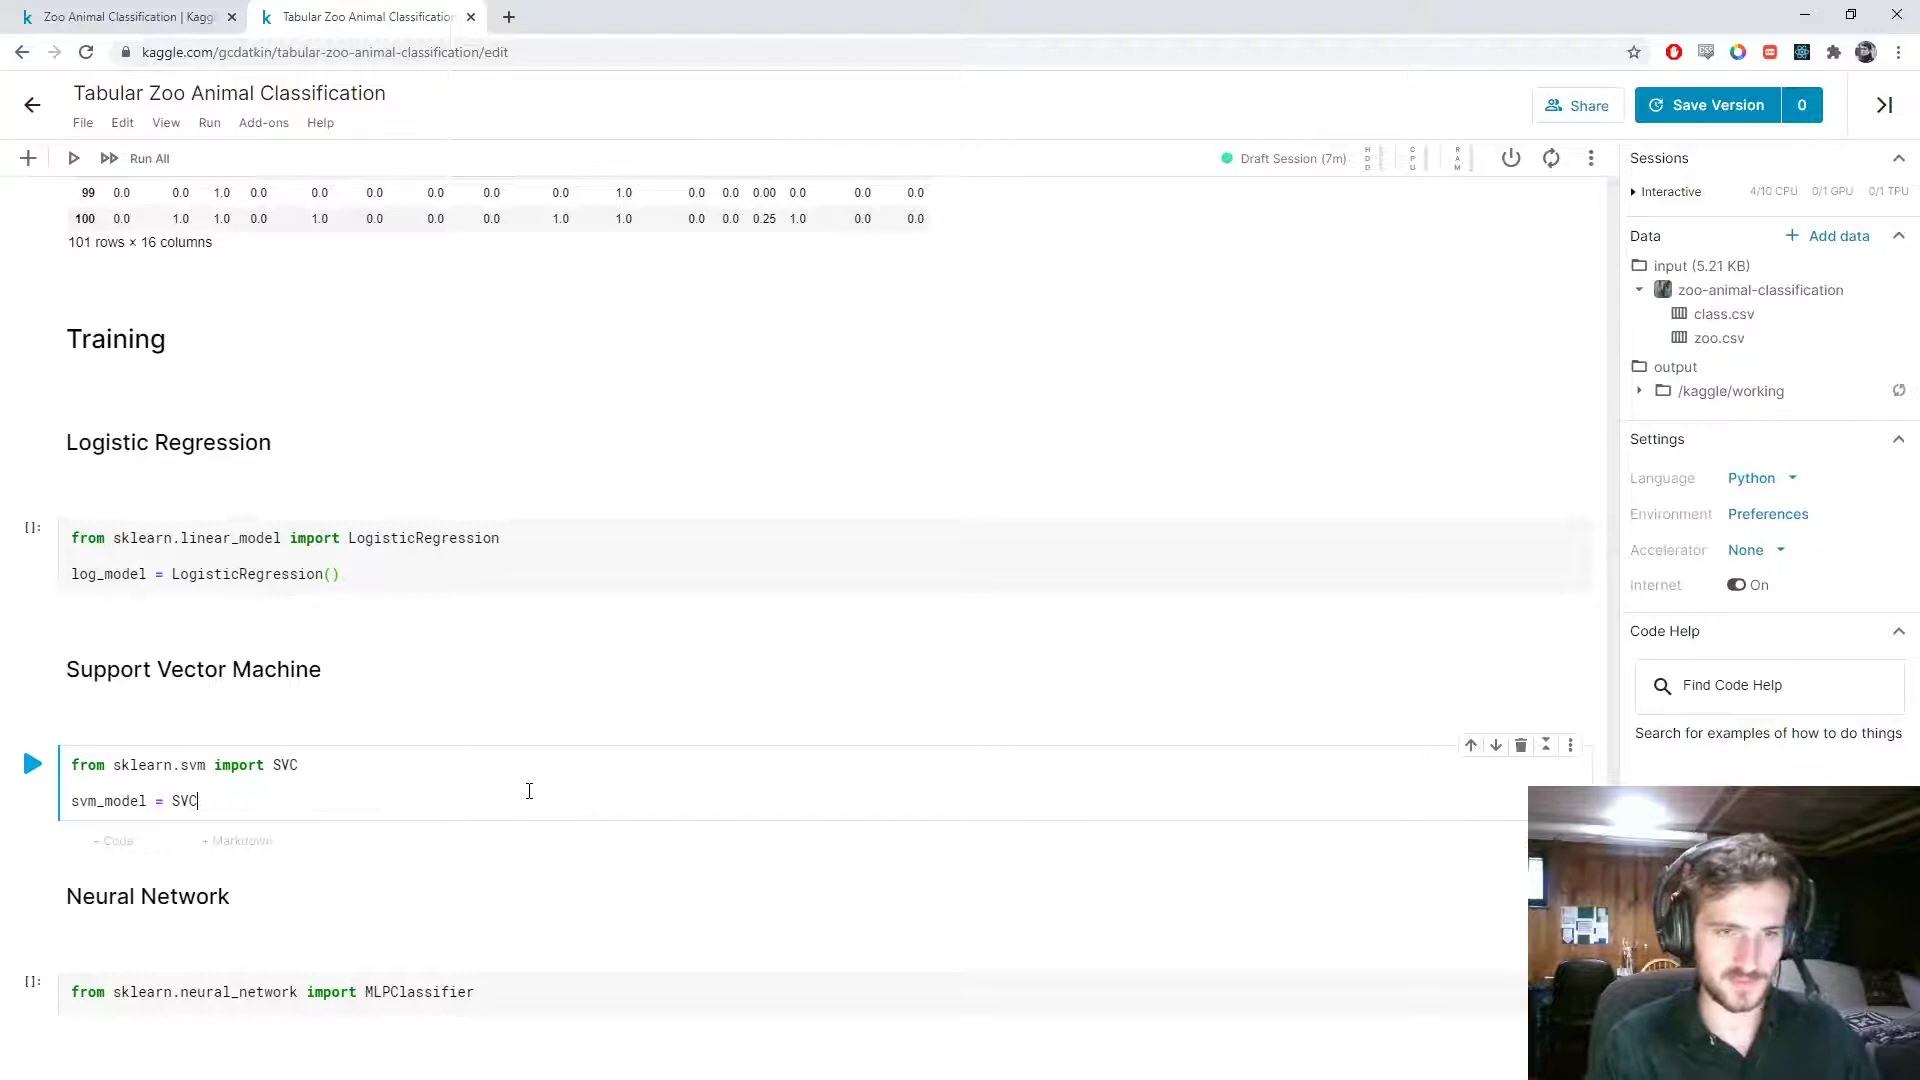 Zoo Animal Classification | Kagg
Tabular Zoo Animal Classification
kaggle.com/gcdatkin/tabular-zoo-animal-classification/edit
Tabular Zoo Animal Classification
File Edit View Run Add-ons Help
Share
Save Version 0
Run All
Draft Session (7m)
HDD
CPU
RAM
99 0.0 0.0 1.0 0.0 0.0 0.0 0.0 0.0 0.0 1.0 0.0 0.0 0.00 0.0 0.0 0.0
100 0.0 1.0 1.0 0.0 1.0 0.0 0.0 0.0 1.0 1.0 0.0 0.0 0.25 1.0 0.0 0.0
101 rows × 16 columns
Training
Logistic Regression
[]:
from sklearn.linear_model import LogisticRegression
log_model = LogisticRegression()
Support Vector Machine
from sklearn.svm import SVC
svm_model = SVC
+ Code + Markdown
Neural Network
[]:
from sklearn.neural_network import MLPClassifier
Sessions
Interactive 4/10 CPU 0/1 GPU 0/1 TPU
Data + Add data
input (5.21 KB)
zoo-animal-classification
class.csv
zoo.csv
output
/kaggle/working
Settings
Language Python
Environment Preferences
Accelerator None
Internet On
Code Help
Find Code Help
Search for examples of how to do things